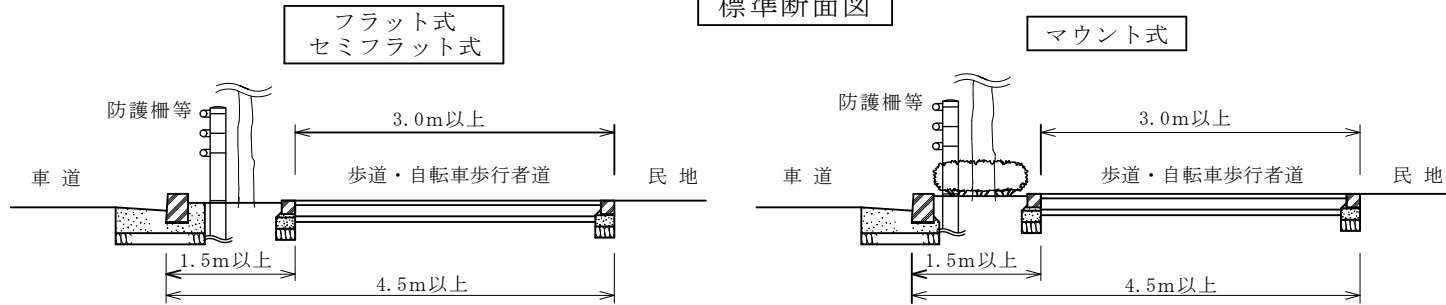 標準断面図
フラット式
セミフラット式
防護柵等
3.0m以上
車道
歩道・自転車歩行者道
民地
1.5m以上
4.5m以上
マウント式
防護柵等
3.0m以上
車道
歩道・自転車歩行者道
民地
1.5m以上
4.5m以上